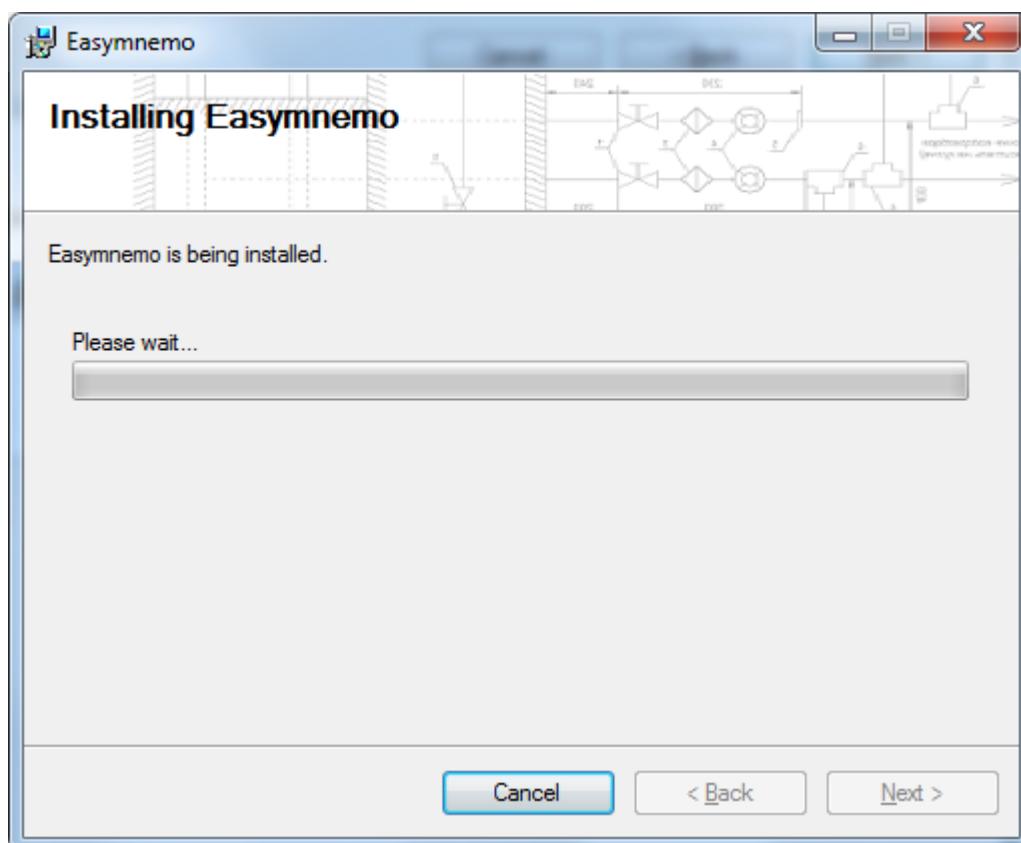 Easymnemo
Installing Easymnemo
Easymnemo is being installed.
Please wait...
Cancel
< Back
Next >